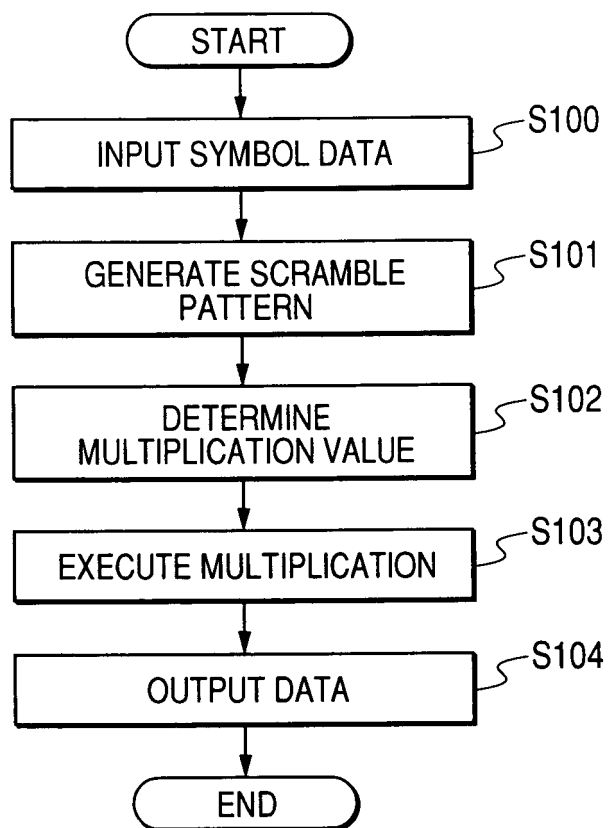 START
INPUT SYMBOL DATA
S100
GENERATE SCRAMBLE
PATTERN
S101
DETERMINE
MULTIPLICATION VALUE
S102
EXECUTE MULTIPLICATION
S103
OUTPUT DATA
S104
END